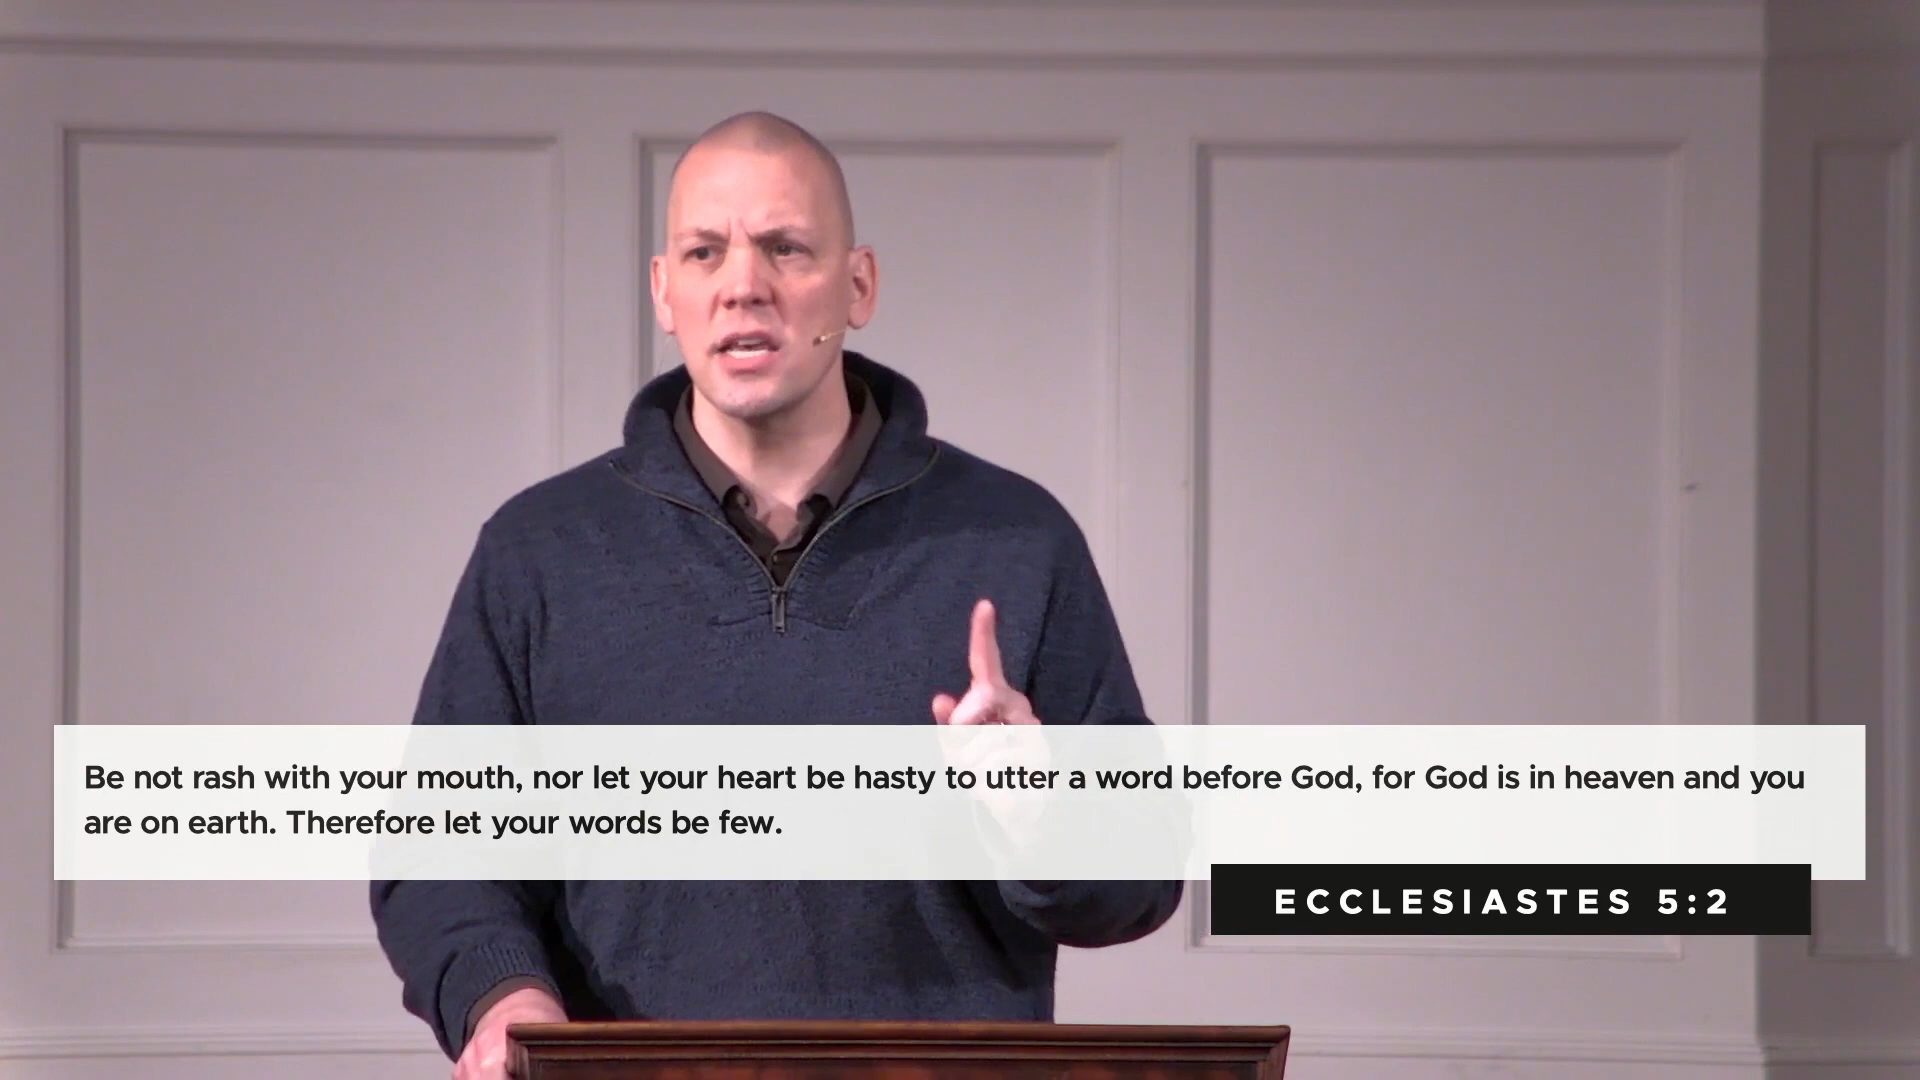 Be not rash with your mouth, nor let your heart be hasty to utter a word before God, for God is in heaven and you
are on earth. Therefore let your words be few.
ECCLESIASTES 5:2